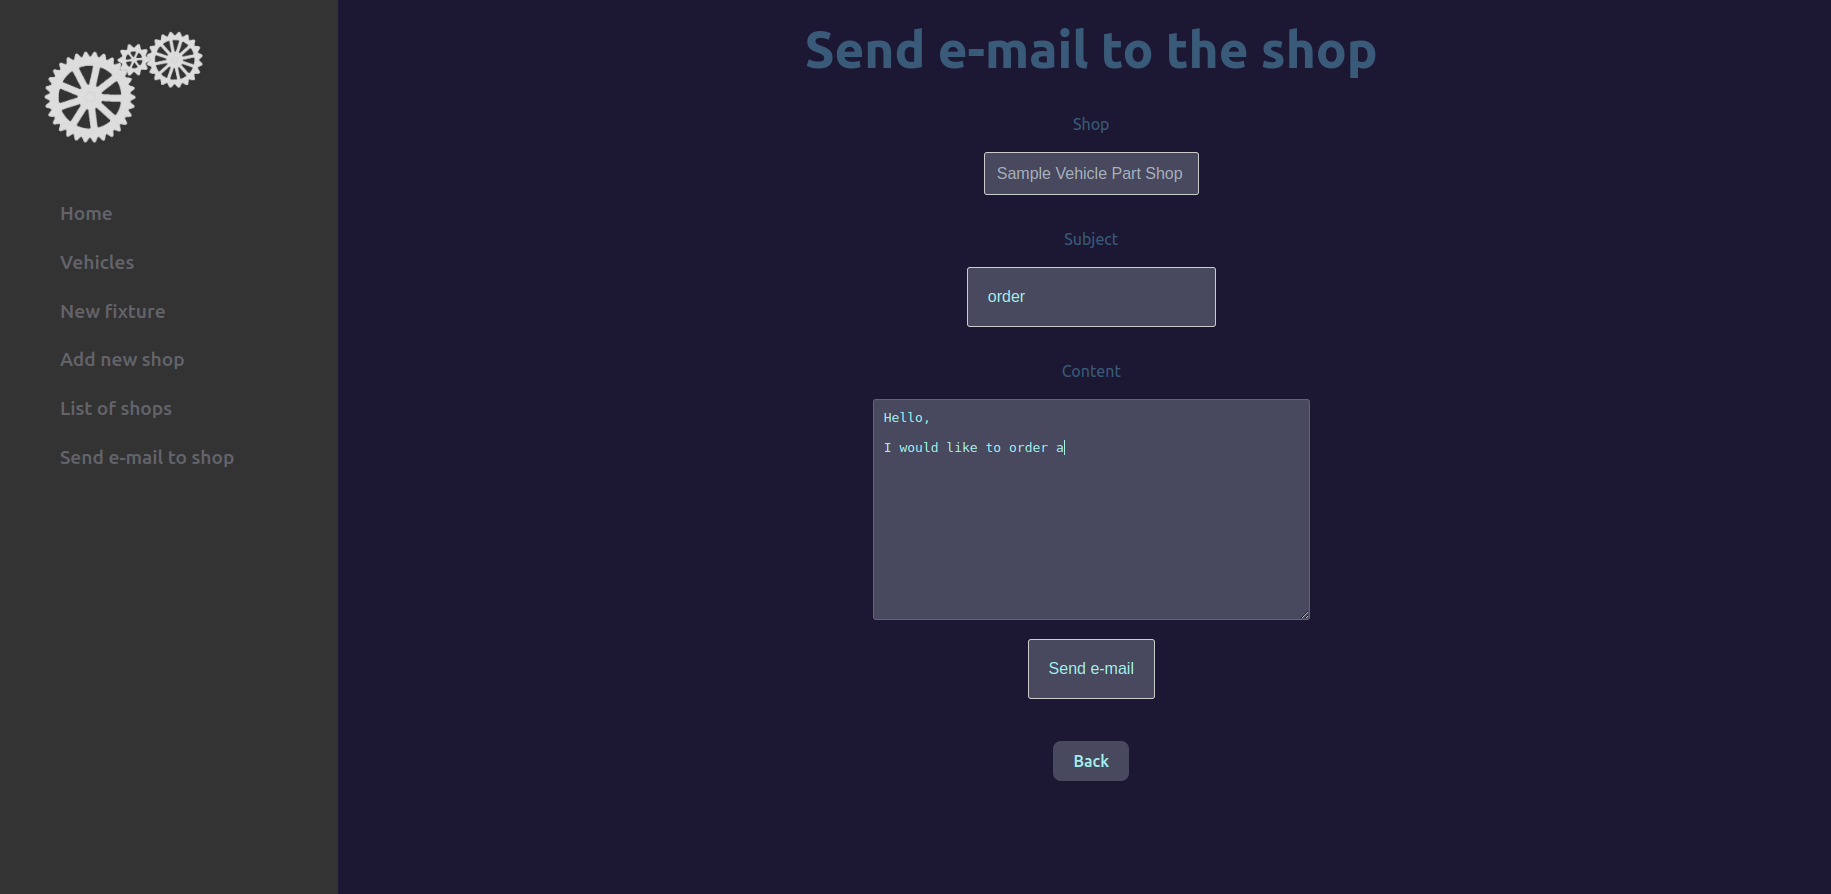 Home
Vehicles
New fixture
Add new shop
List of shops
Send e-mail to shop
Send e-mail to the shop
Shop
Sample Vehicle Part Shop
Subject
order
Content
Hello,
I would like to order a
Send e-mail
Back